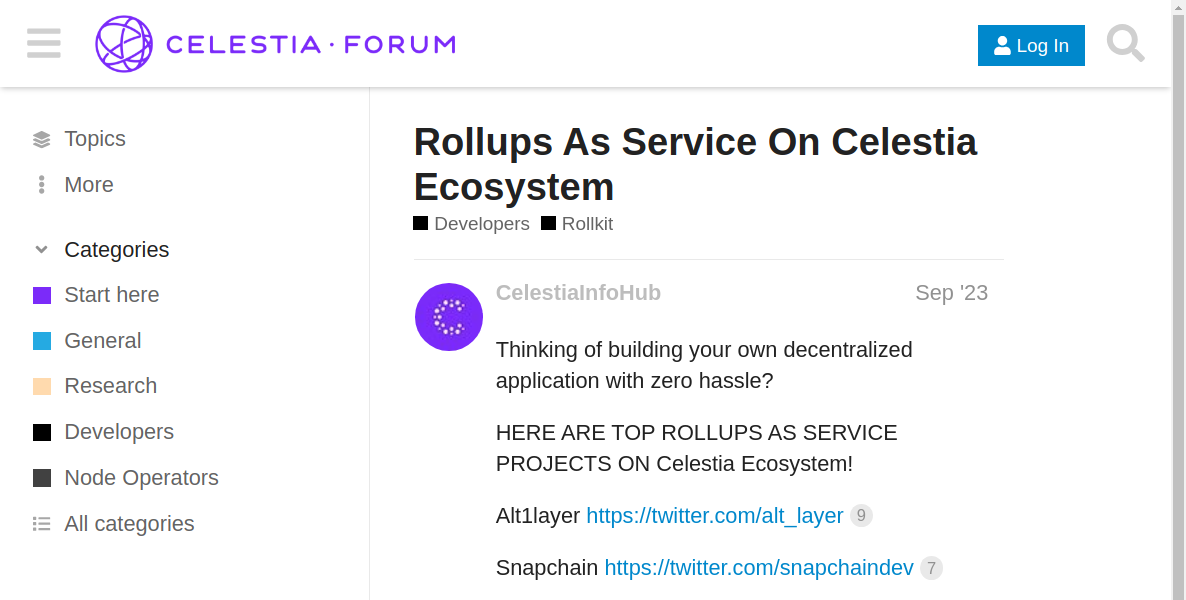 CELESTIA · FORUM
Log In
Topics
More
Categories
Start here
General
Research
Developers
Node Operators
All categories
Rollups As Service On Celestia
Ecosystem
Developers Rollkit
CelestiaInfoHub Sep '23
Thinking of building your own decentralized
application with zero hassle?
HERE ARE TOP ROLLUPS AS SERVICE
PROJECTS ON Celestia Ecosystem!
Alt1layer https://twitter.com/alt_layer 9
Snapchain https://twitter.com/snapchaindev 7